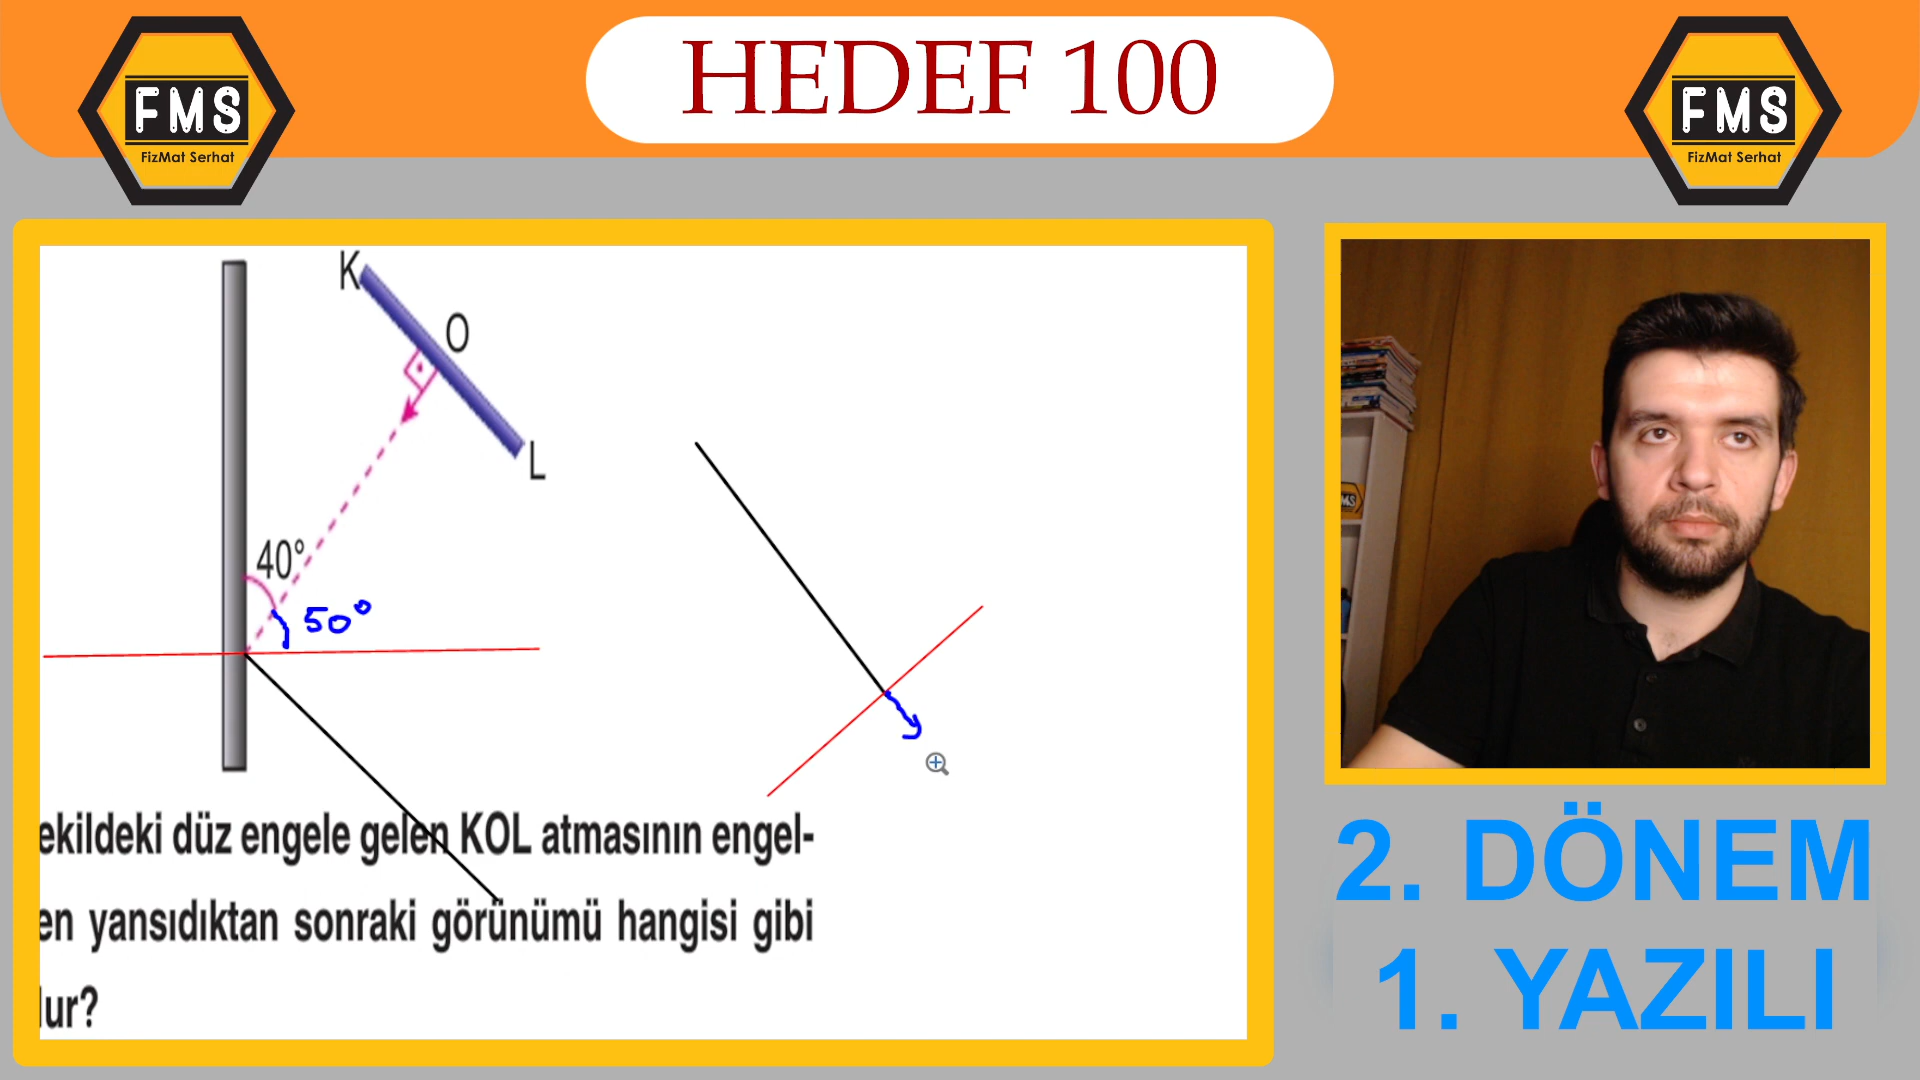 HEDEF 100
FMS
FizMat Serhat
FMS
FizMat Serhat
K
O
L
40°
50°
ekildeki düz engele gelen KOL atmasının engel-
en yansıdıktan sonraki görünümü hangisi gibi
lur?
2. DÖNEM
1. YAZILI